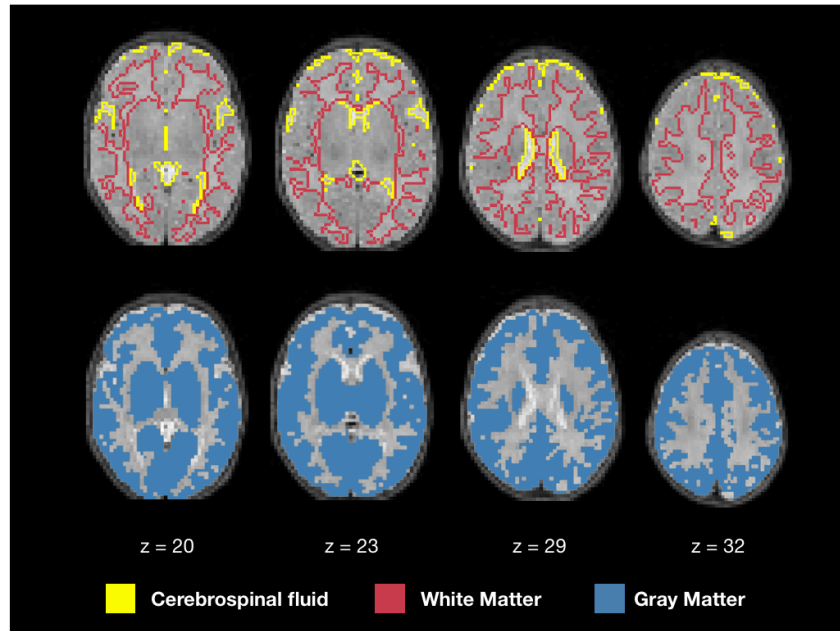 z = 20 z = 23 z = 29 z = 32
Cerebrospinal fluid White Matter Gray Matter